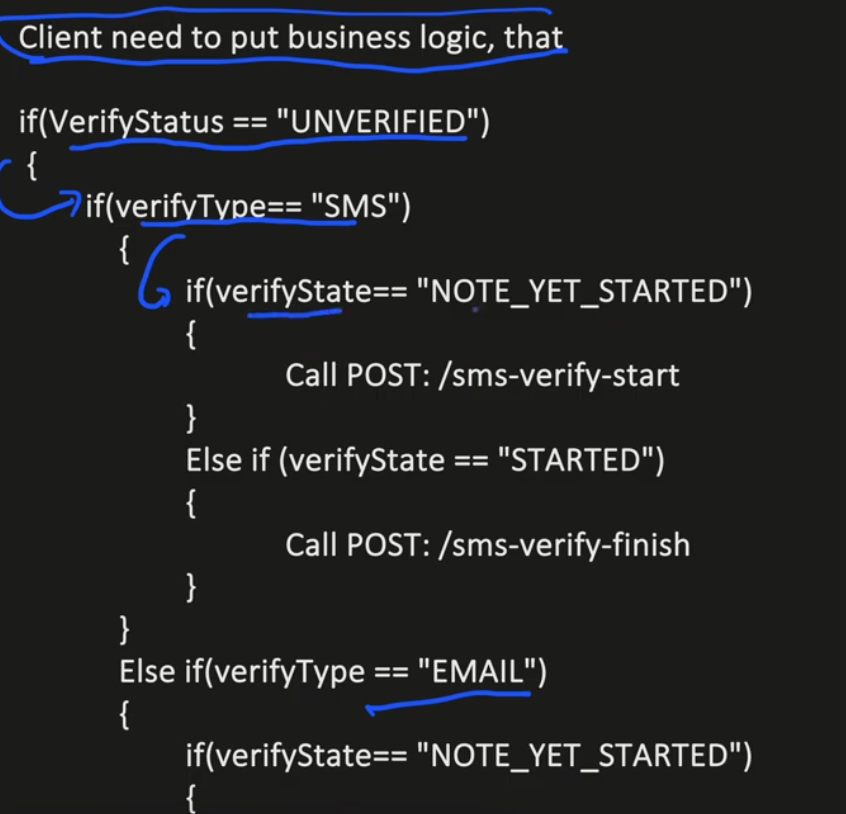 Client need to put business logic, that
if(VerifyStatus == "UNVERIFIED")
{
if(verifyType== "SMS")
{
if(verifyState== "NOTE_YET_STARTED")
{
Call POST: /sms-verify-start
}
Else if (verifyState == "STARTED")
{
Call POST: /sms-verify-finish
}
}
Else if(verifyType == "EMAIL")
{
if(verifyState== "NOTE_YET_STARTED")
{